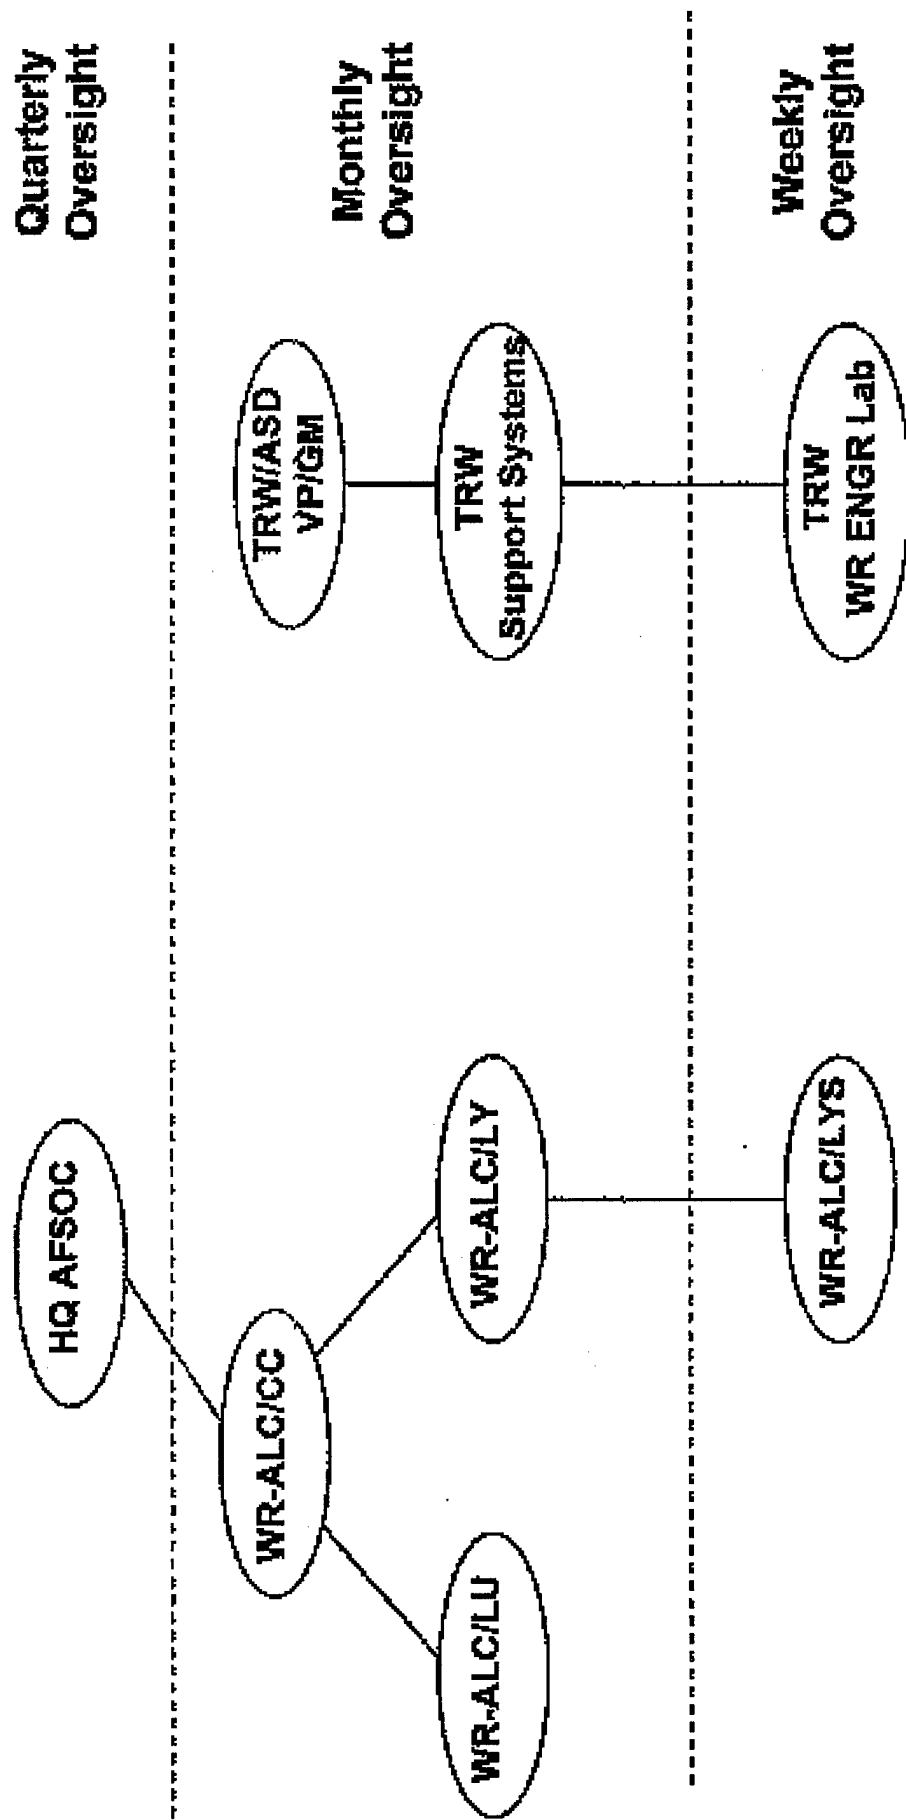 HQ AFSOC
Quarterly
Oversight
WR-ALC/CC
TRW/ASD
VP/GM
Monthly
Oversight
WR-ALC/LU
WR-ALC/LY
TRW
Support Systems
WR-ALC/LYS
TRW
WR ENGR Lab
Weekly
Oversight